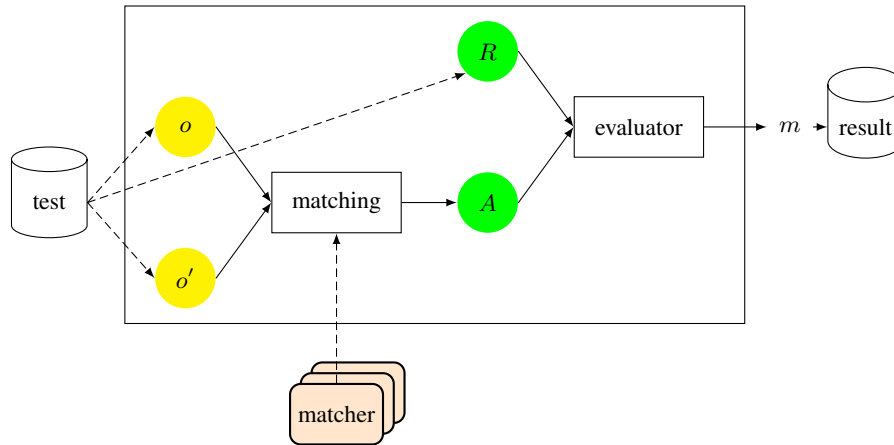 R
o
evaluator
m
result
test
matching
A
o′
matcher